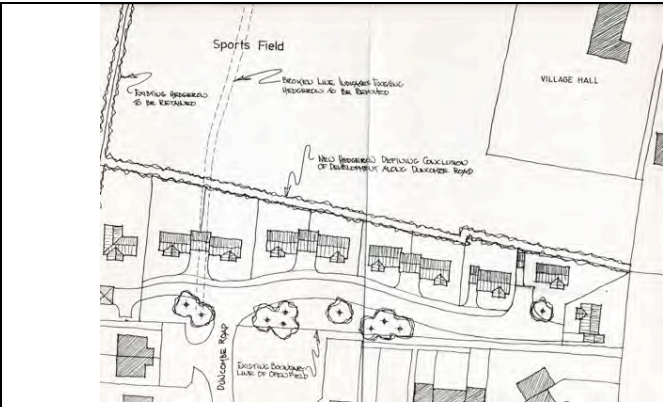 Sports Field
VILLAGE HALL
EXISTING HEDGEROW
TO BE RETAINED
BROKEN LINE INDICATES EXISTING
HEDGEROW TO BE REMOVED
NEW HEDGEROW DEFINING CONCLUSION
OF DEVELOPMENT ALONG DUNCOMBE ROAD
DUNCOMBE ROAD
EXISTING BOUNDARY
LINE OF OPEN FIELD